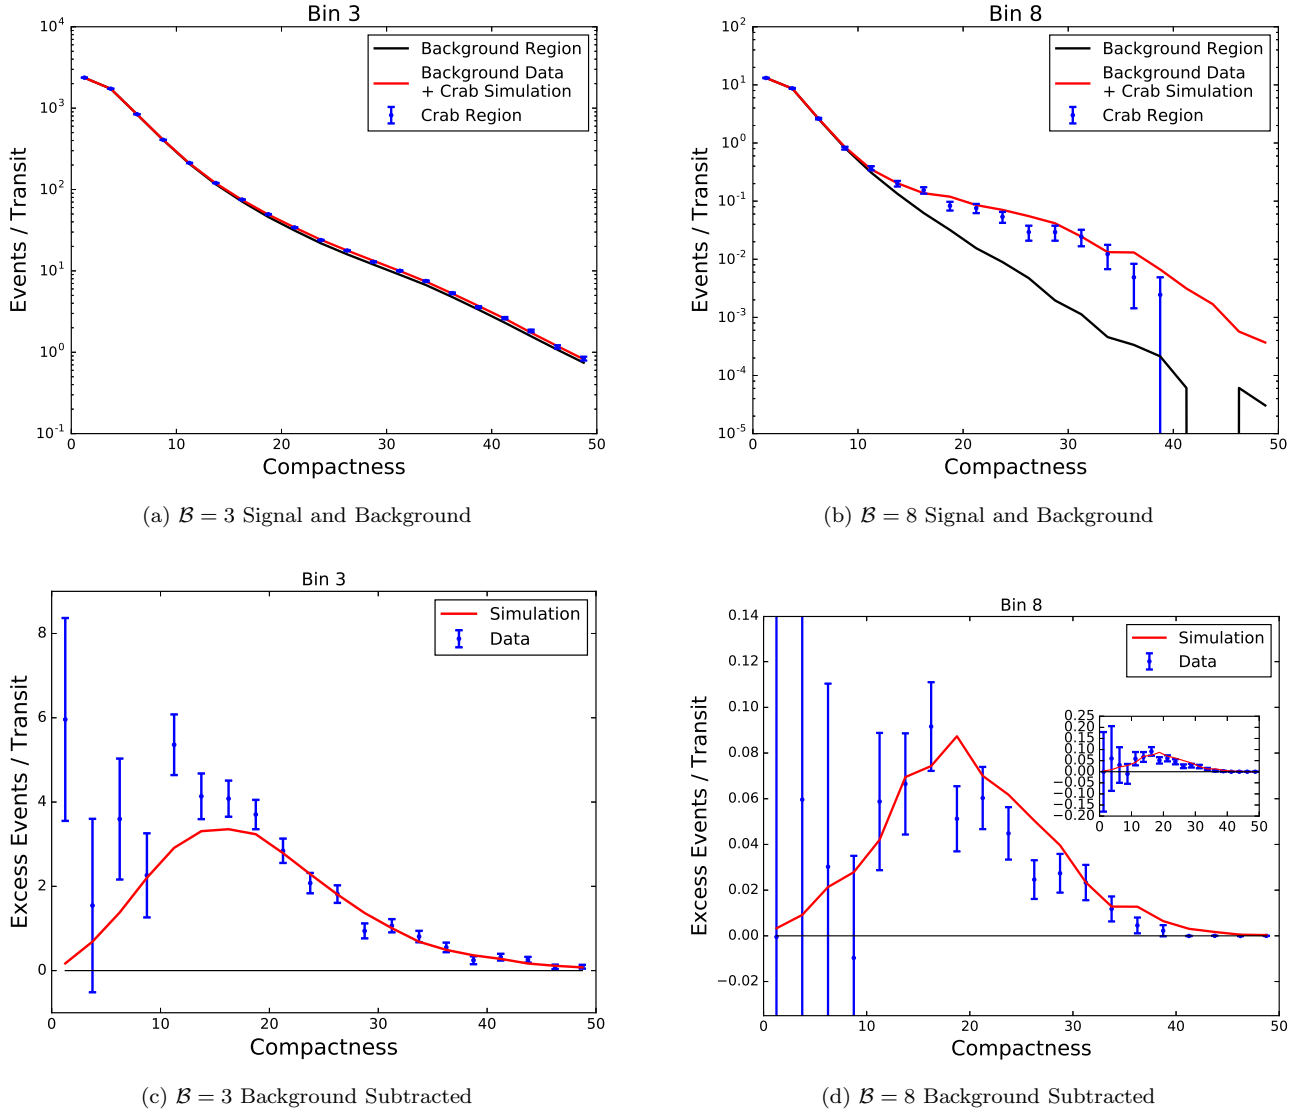 Bin 3
10^4
10^3
10^2
10^1
10^0
10^-1
Events / Transit
Background Region
Background Data
+ Crab Simulation
Crab Region
0 10 20 30 40 50
Compactness
(a) B = 3 Signal and Background
Bin 8
10^2
10^1
10^0
10^-1
10^-2
10^-3
10^-4
10^-5
Events / Transit
Background Region
Background Data
+ Crab Simulation
Crab Region
0 10 20 30 40 50
Compactness
(b) B = 8 Signal and Background
Bin 3
8
6
4
2
0
Excess Events / Transit
Simulation
Data
0 10 20 30 40 50
Compactness
(c) B = 3 Background Subtracted
Bin 8
0.14
0.12
0.10
0.08
0.06
0.04
0.02
0.00
−0.02
Excess Events / Transit
Simulation
Data
0.25
0.20
0.15
0.10
0.05
0.00
−0.05
−0.10
−0.15
−0.20
0 10 20 30 40 50
0 10 20 30 40 50
Compactness
(d) B = 8 Background Subtracted